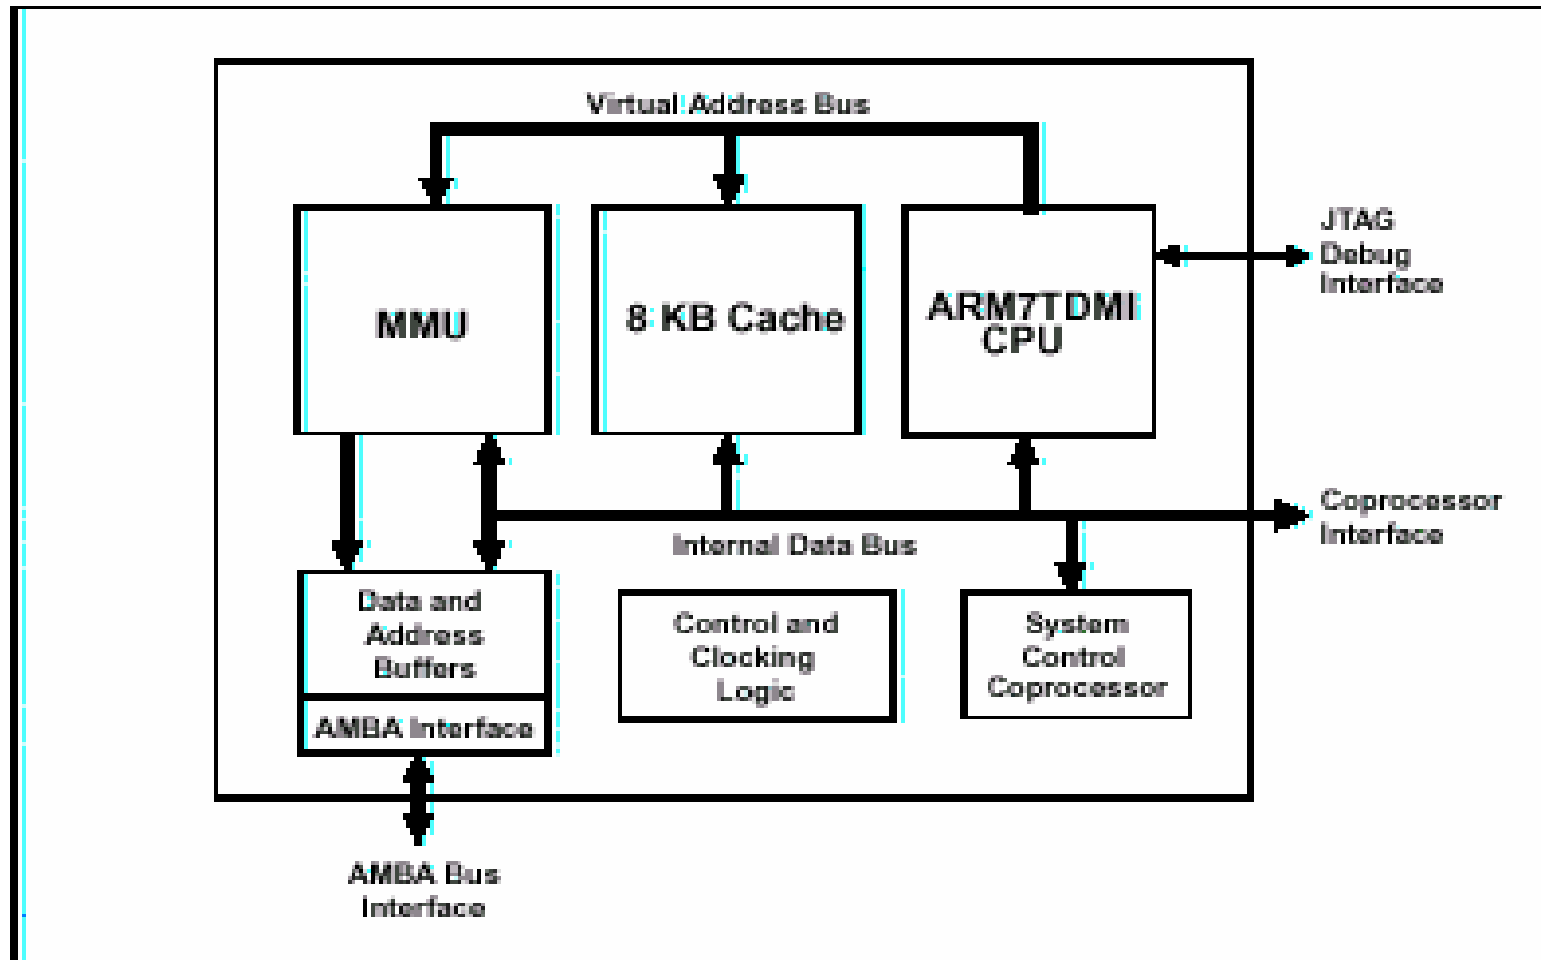 Virtual Address Bus
MMU
8 KB Cache
ARM7TDMI
CPU
JTAG
Debug
Interface
Coprocessor
Interface
Internal Data Bus
Data and
Address
Buffers
AMBA Interface
Control and
Clocking
Logic
System
Control
Coprocessor
AMBA Bus
Interface